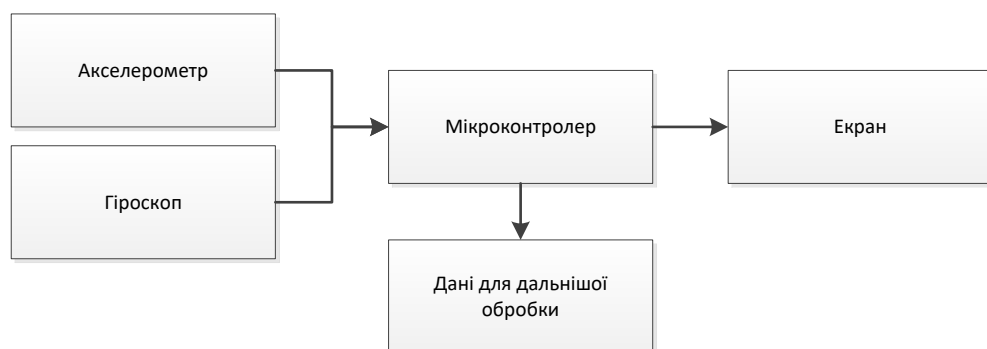 Акселерометр
Гіроскоп
Мікроконтролер
Екран
Дані для дальнішої
обробки